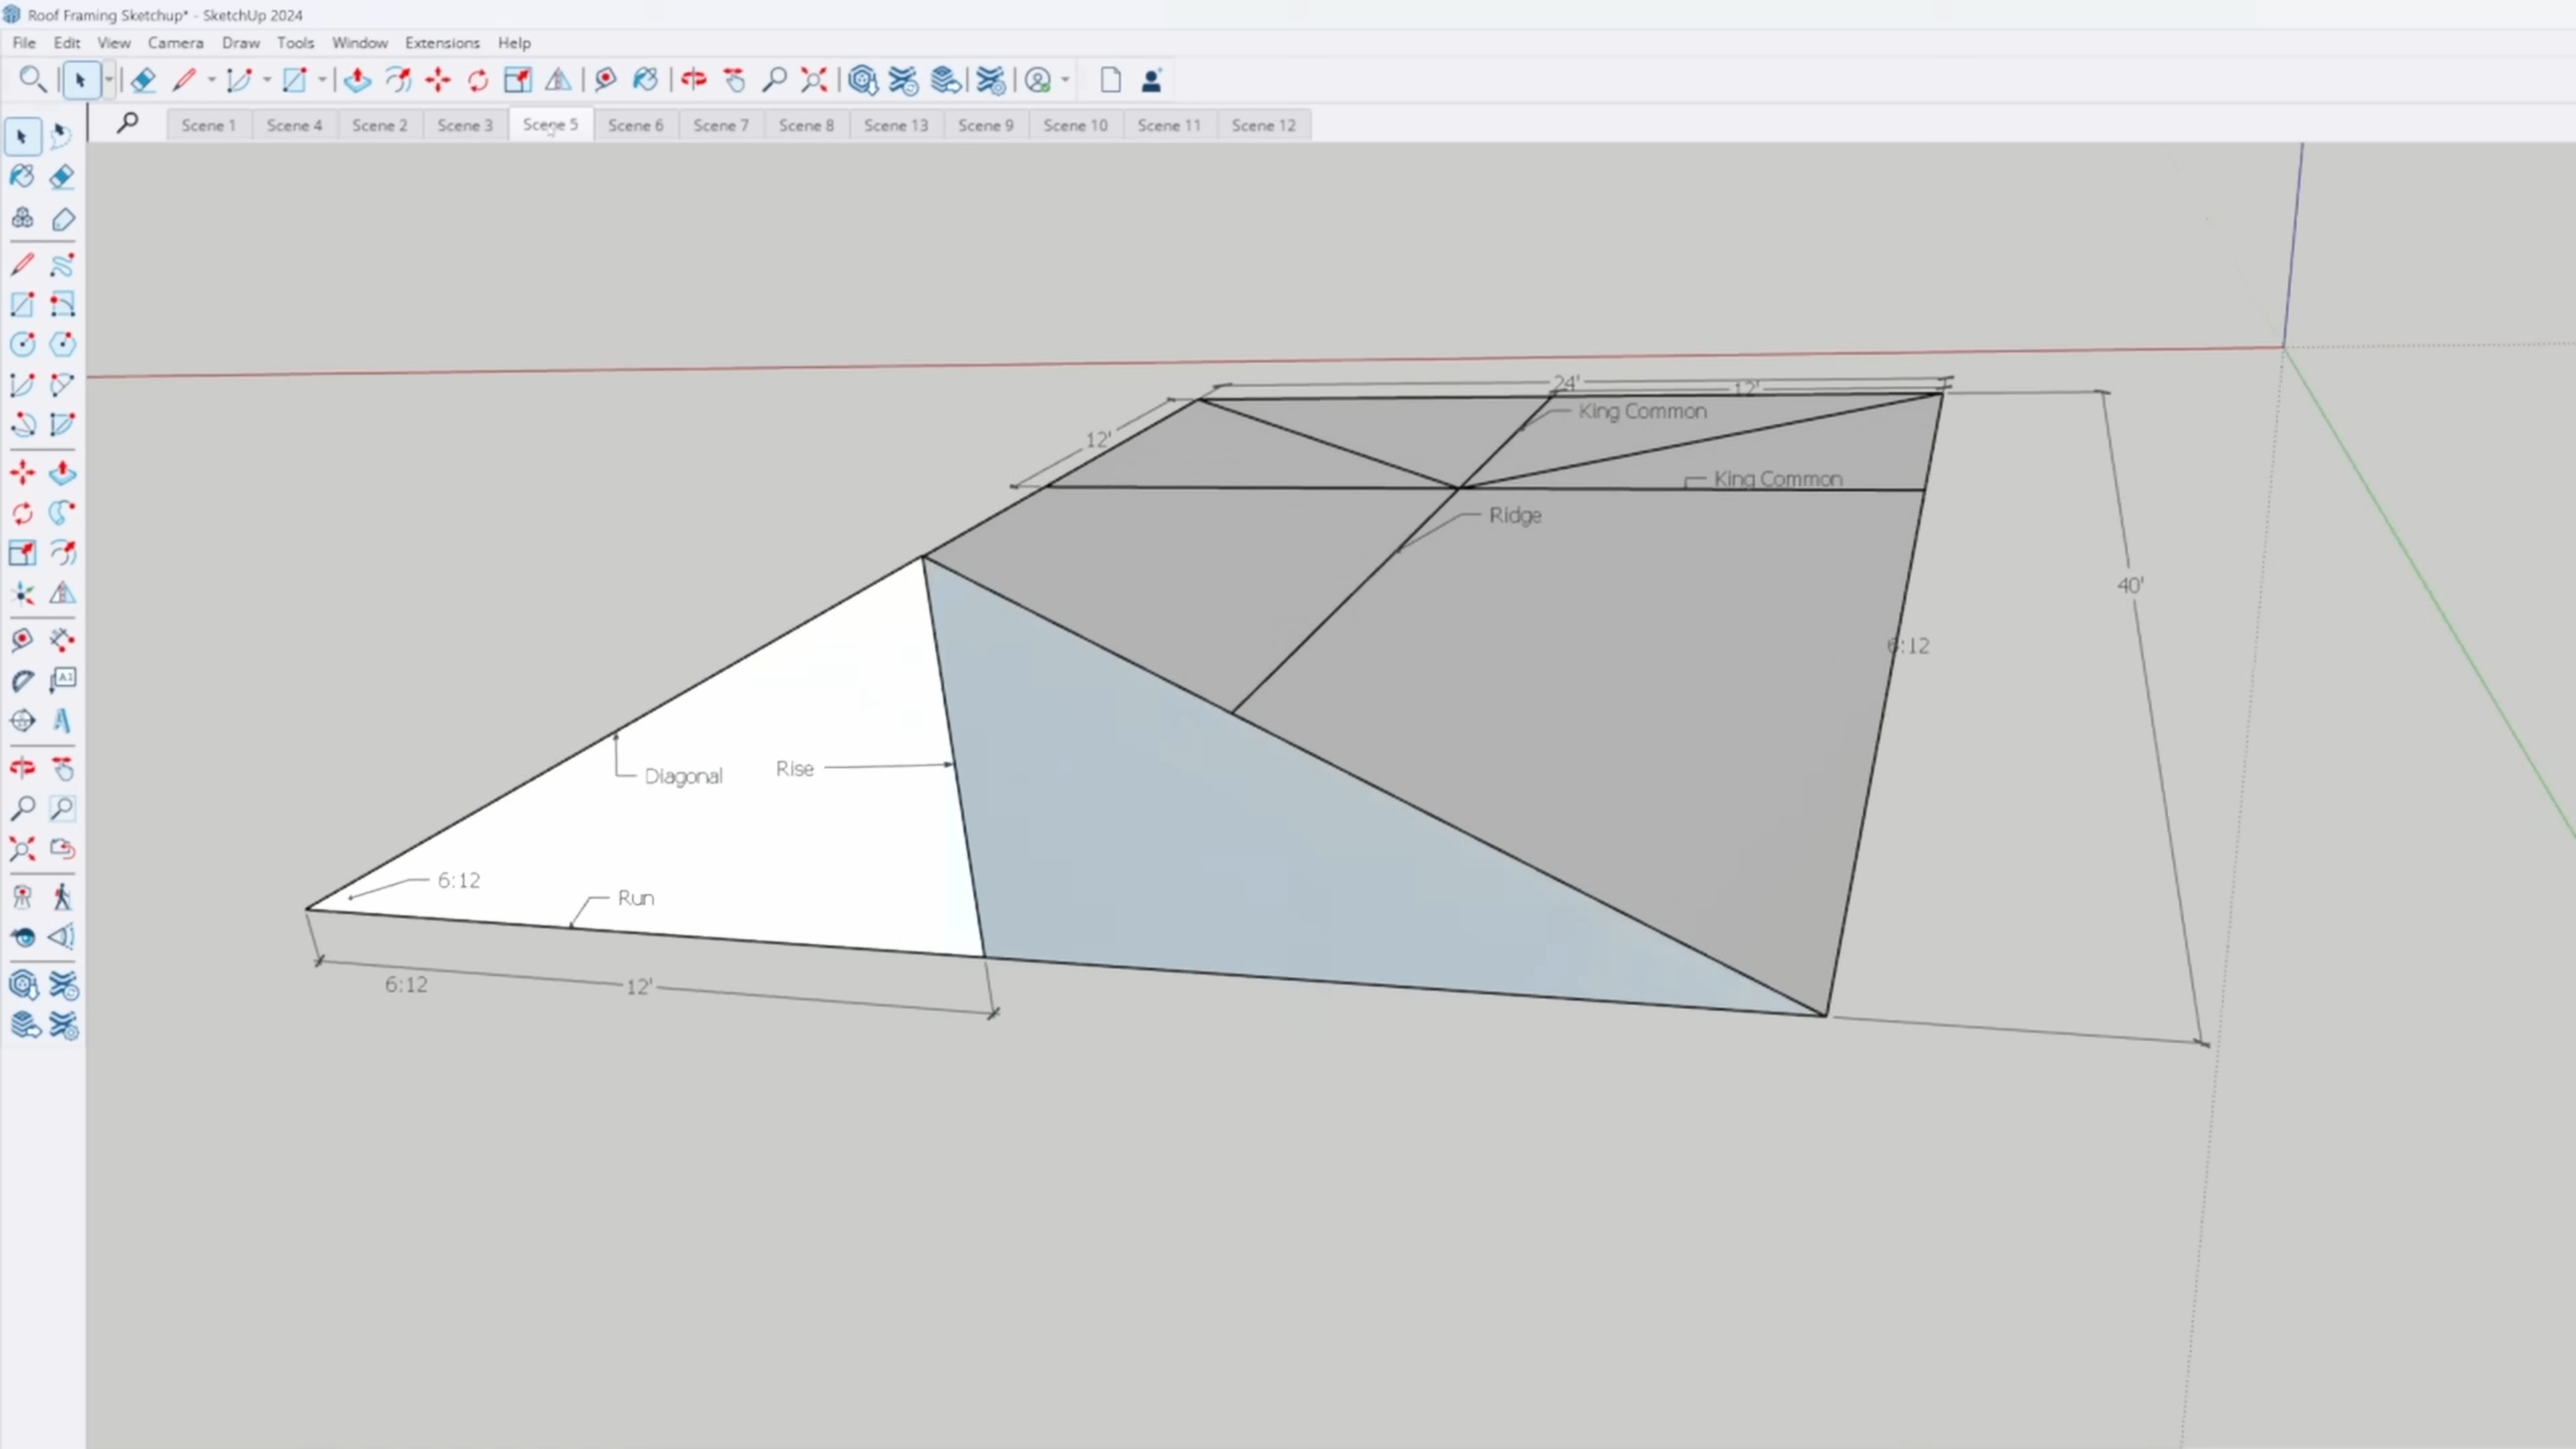 Roof Framing Sketchup* - SketchUp 2024
File Edit View Camera Draw Tools Window Extensions Help
Scene 1 Scene 4 Scene 2 Scene 3 Scene 5 Scene 6 Scene 7 Scene 8 Scene 13 Scene 9 Scene 10 Scene 11 Scene 12
24'
12'
King Common
12'
King Common
Ridge
40'
6:12
Diagonal
Rise
6:12
Run
6:12
12'